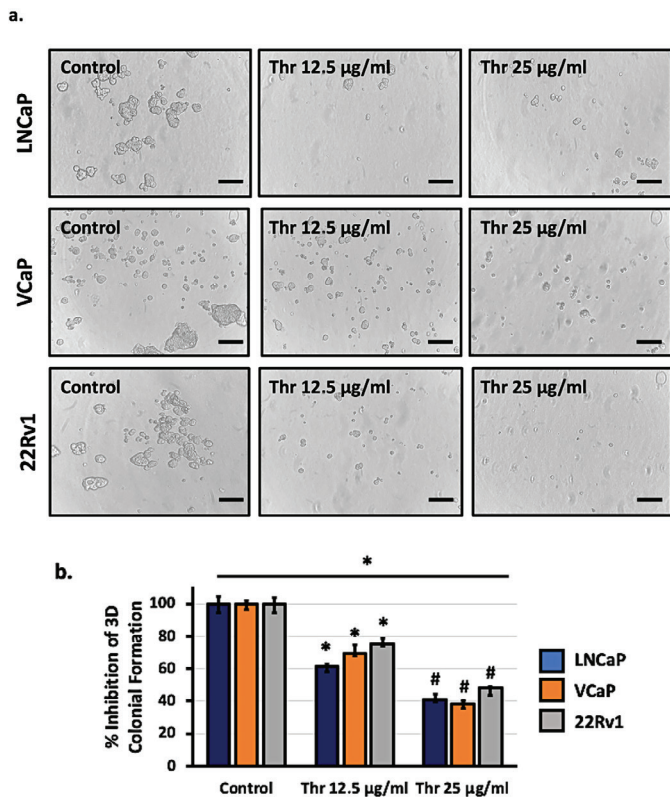 a.
LNCaP
Control
Thr 12.5 µg/ml
Thr 25 µg/ml
VCaP
Control
Thr 12.5 µg/ml
Thr 25 µg/ml
22Rv1
Control
Thr 12.5 µg/ml
Thr 25 µg/ml
b.
*
% Inhibition of 3D
Colonial Formation
100
80
60
40
20
0
* * *
# # #
Control
Thr 12.5 µg/ml
Thr 25 µg/ml
LNCaP
VCaP
22Rv1